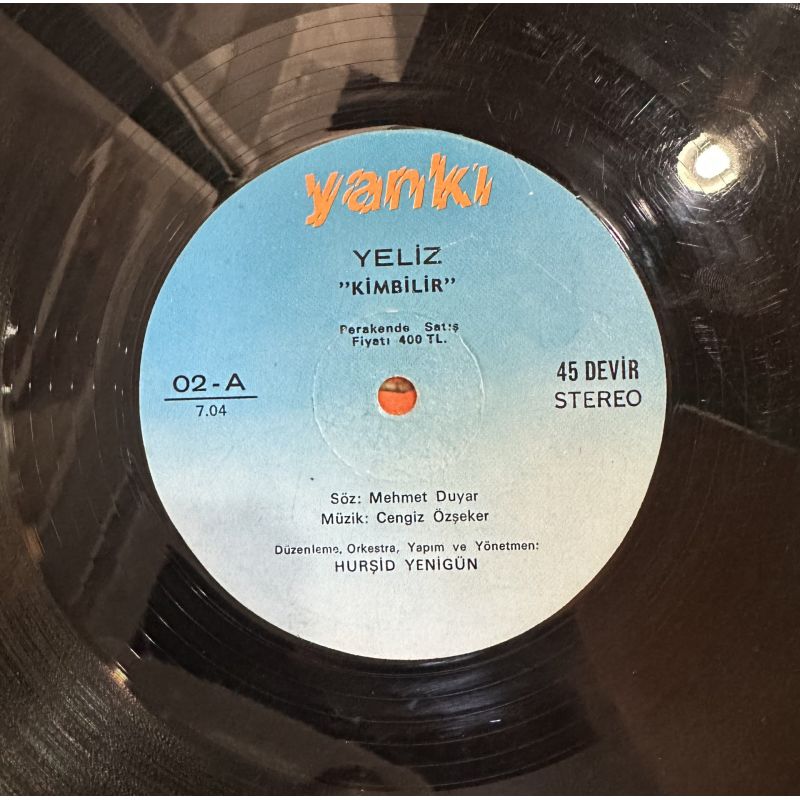 yankı
YELİZ
"KİMBİLİR"
Perakende Satış
Fiyatı 400 TL.
02-A
7.04
45 DEVİR
STEREO
Söz: Mehmet Duyar
Müzik: Cengiz Özşeker
Düzenleme, Orkestra, Yapım ve Yönetmen:
HURŞİD YENİGÜN